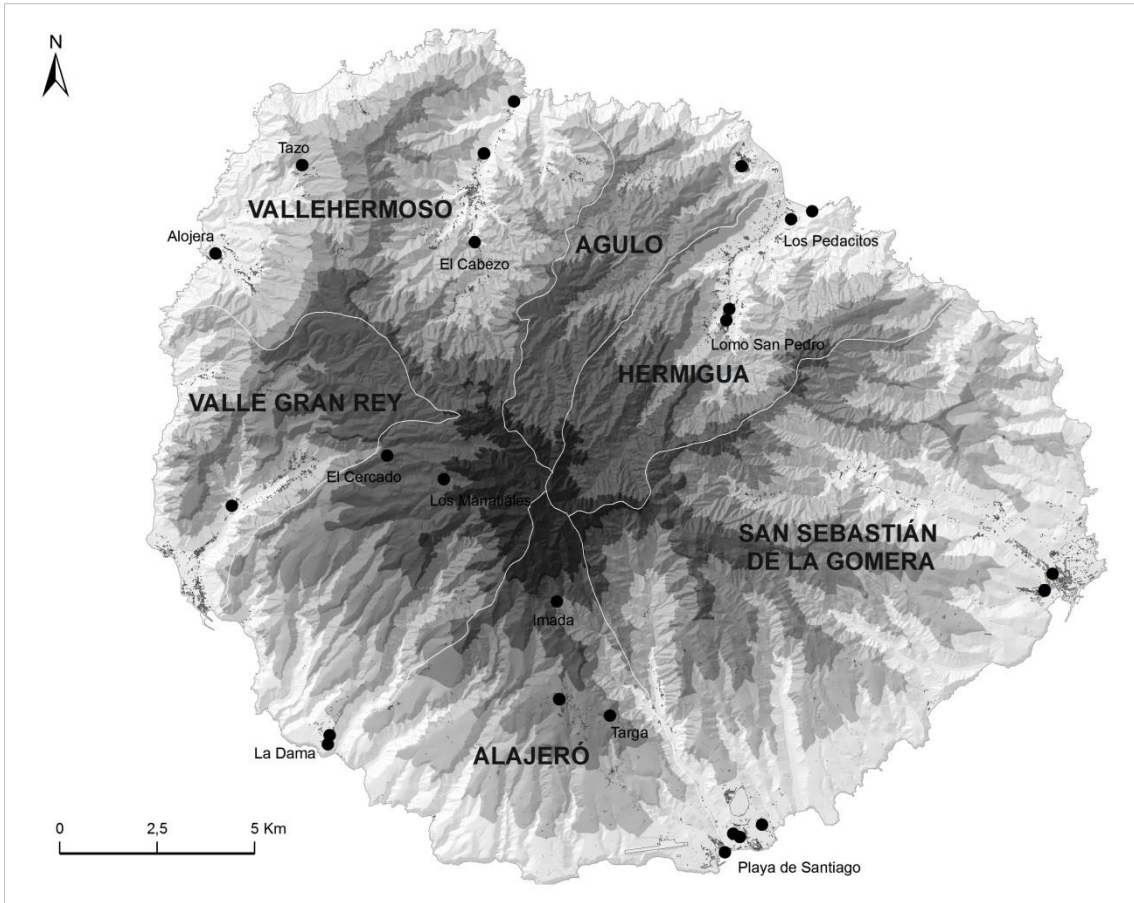 N
Tazo
VALLEHERMOSO
Alojera
El Cabezo
AGULO
Los Pedacitos
Lomo San Pedro
HERMIGUA
VALLE GRAN REY
El Cercado
Los Manatiales
SAN SEBASTIÁN
DE LA GOMERA
Imada
Targa
La Dama
ALAJERÓ
0 2,5 5 Km
Playa de Santiago